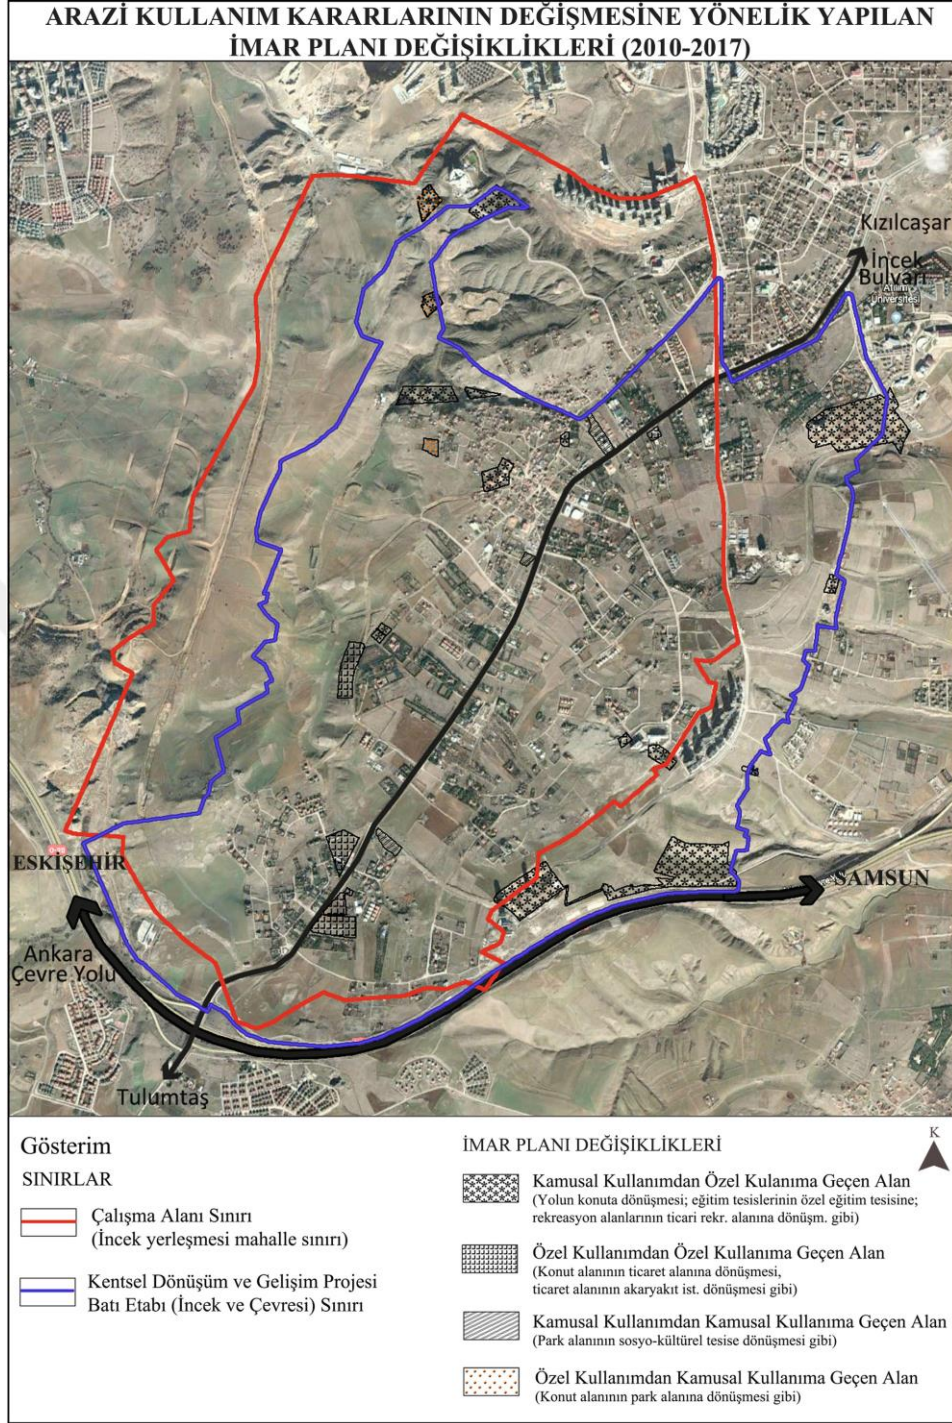 ARAZİ KULLANIM KARARLARININ DEĞİŞMESİNE YÖNELİK YAPILAN
İMAR PLANI DEĞİŞİKLİKLERİ (2010-2017)
Kızılcaşar
İncek
Bulvarı
Atılım
Üniversitesi
ESKİŞEHİR
SAMSUN
Ankara
Çevre Yolu
Tulumtaş
Gösterim
SINIRLAR
Çalışma Alanı Sınırı
(İncek yerleşmesi mahalle sınırı)
Kentsel Dönüşüm ve Gelişim Projesi
Batı Etabı (İncek ve Çevresi) Sınırı
İMAR PLANI DEĞİŞİKLİKLERİ
K
Kamusal Kullanımdan Özel Kulanıma Geçen Alan
(Yolun konuta dönüşmesi; eğitim tesislerinin özel eğitim tesisine;
rekreasyon alanlarının ticari rekr. alanına dönüşm. gibi)
Özel Kullanımdan Özel Kullanıma Geçen Alan
(Konut alanının ticaret alanına dönüşmesi,
ticaret alanının akaryakıt ist. dönüşmesi gibi)
Kamusal Kullanımdan Kamusal Kullanıma Geçen Alan
(Park alanının sosyo-kültürel tesise dönüşmesi gibi)
Özel Kullanımdan Kamusal Kullanıma Geçen Alan
(Konut alanının park alanına dönüşmesi gibi)